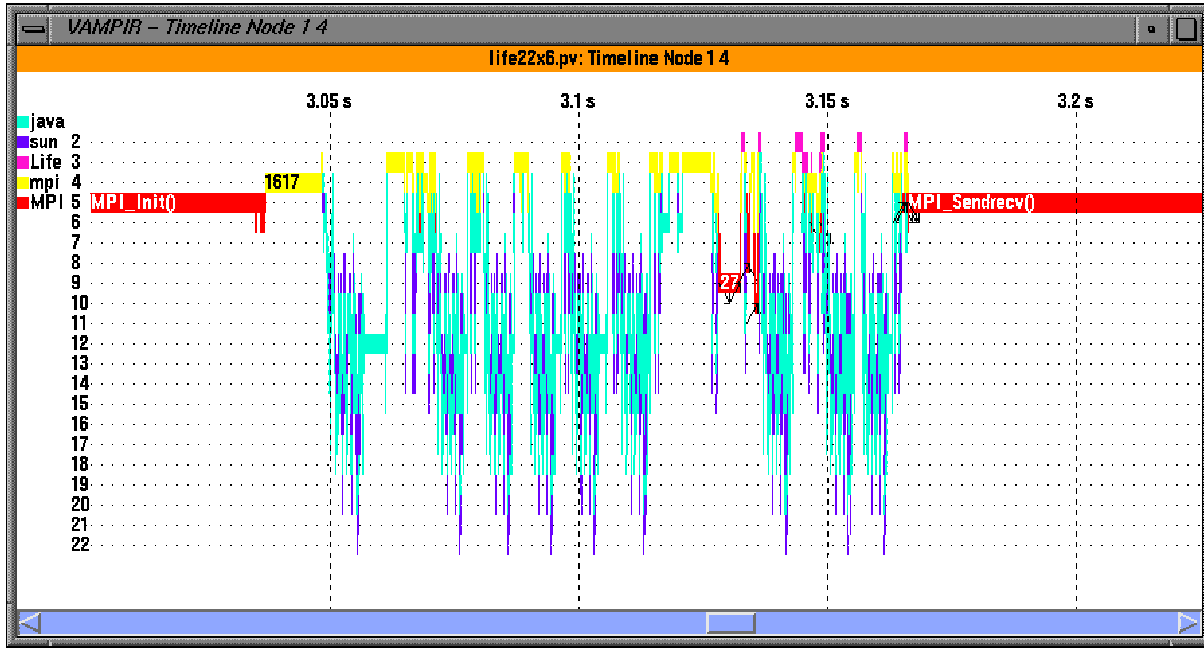 VAMPIR – Timeline Node 1 4
life22x6.pv: Timeline Node 1 4
3.05 s 3.1 s 3.15 s 3.2 s
java
sun 2
Life 3
mpi 4 1617
MPI 5 MPI_Init() MPI_Sendrecv()
6
7
8
9 27
10
11
12
13
14
15
16
17
18
19
20
21
22